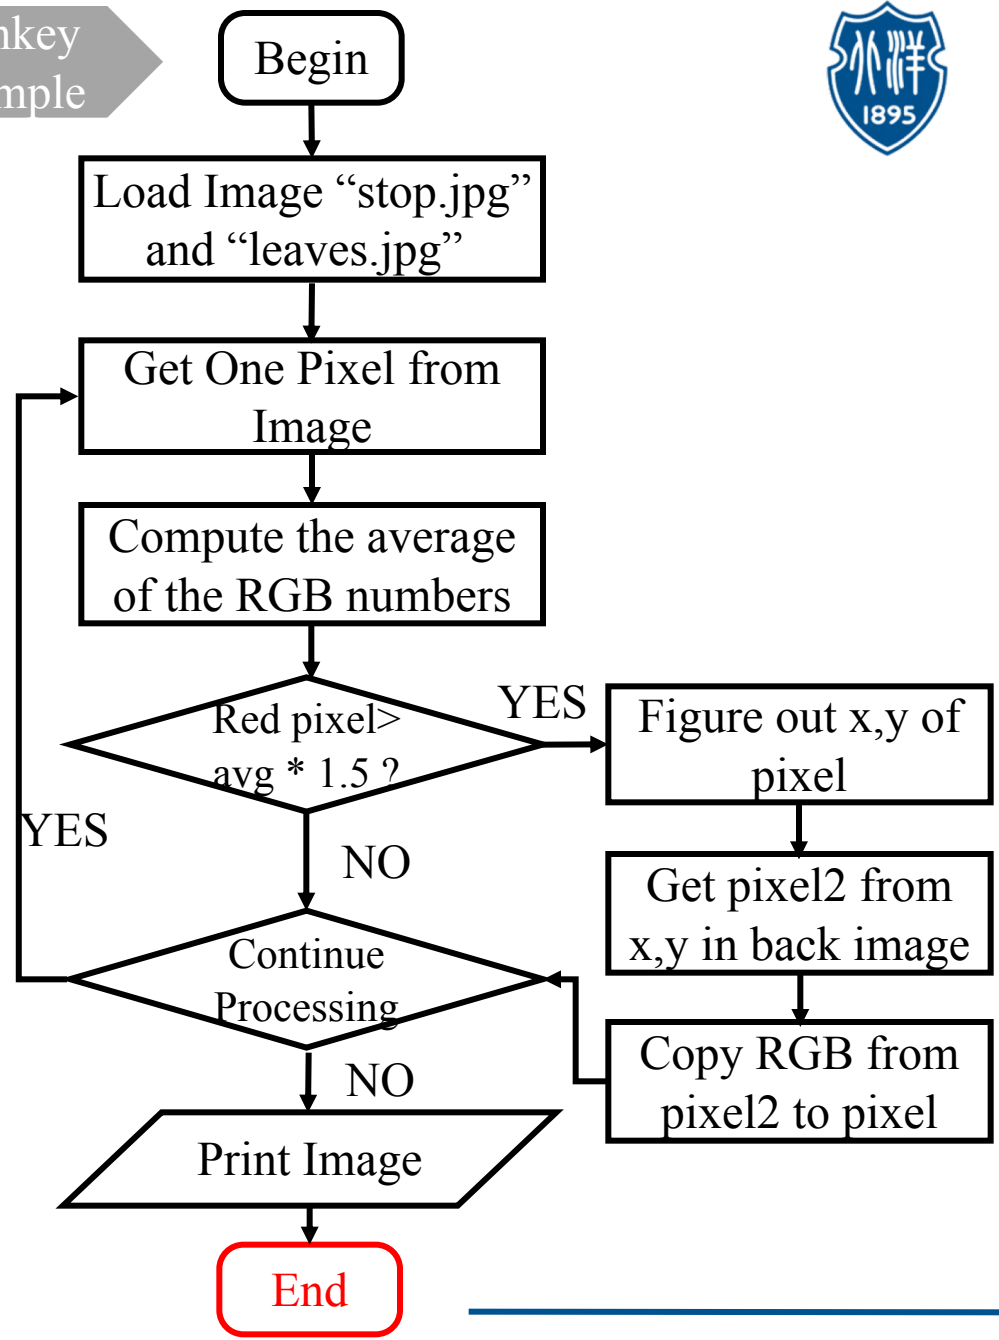 Begin
Load Image “stop.jpg”
and “leaves.jpg”
Get One Pixel from
Image
Compute the average
of the RGB numbers
Red pixel>
avg * 1.5 ?
YES
Figure out x,y of
pixel
Get pixel2 from
x,y in back image
Copy RGB from
pixel2 to pixel
NO
YES
Continue
Processing
NO
Print Image
End
1895